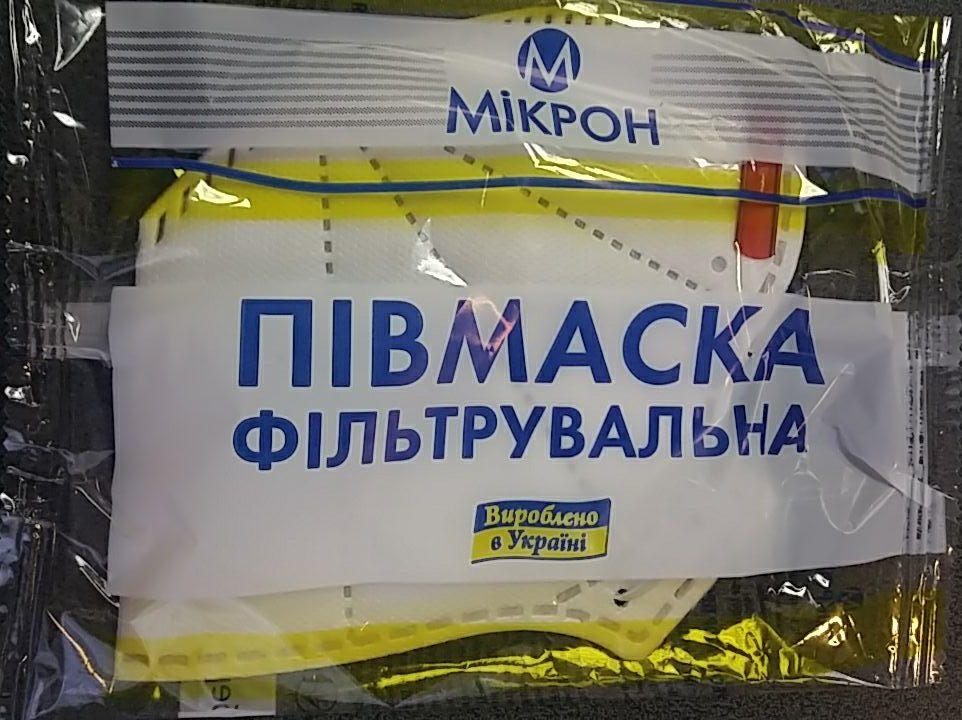 М
МіКРОН
ПІВМАСКА
ФІЛЬТРУВАЛЬНА
Вироблено
в Україні